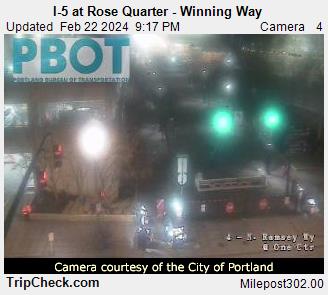 I-5 at Rose Quarter - Winning Way
Updated  Feb 22 2024  9:17 PM
Camera  4
PBOT
PORTLAND BUREAU OF TRANSPORTATION
4 - N. Ramsey Wy
@ One Ctr
Camera courtesy of the City of Portland
TripCheck.com
Milepost302.00